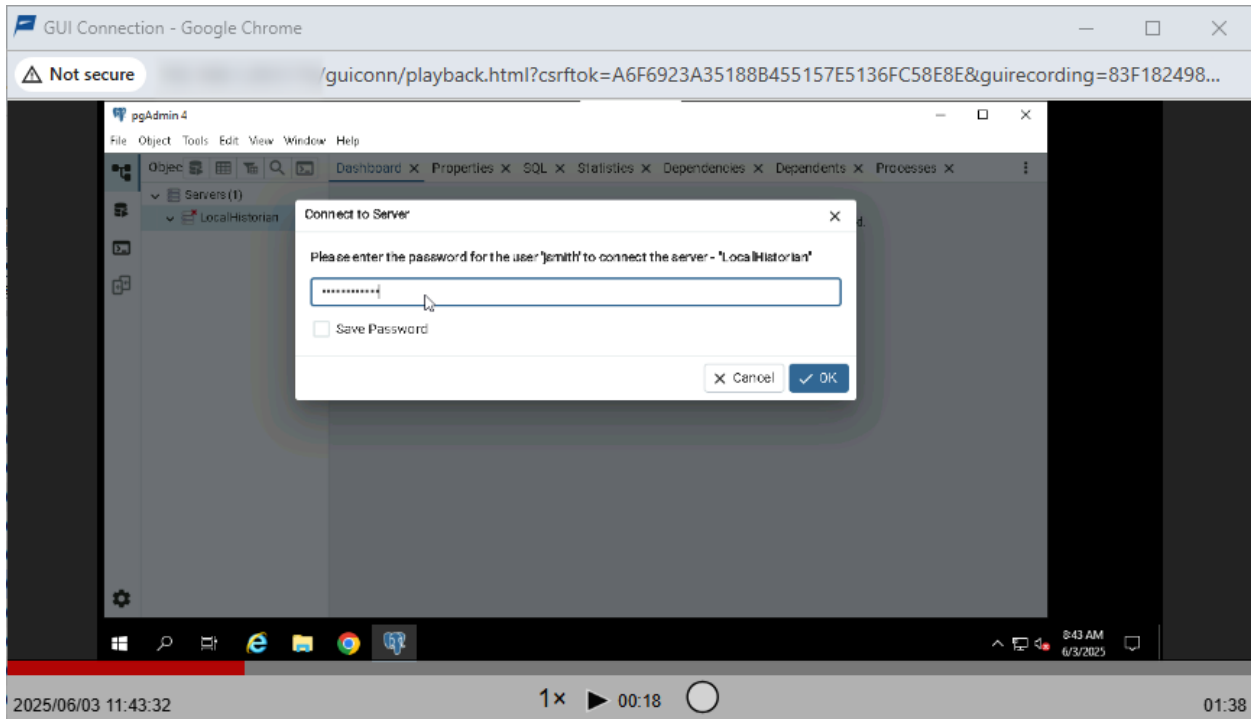 GUI Connection - Google Chrome
Not secure /guiconn/playback.html?csrftok=A6F6923A35188B455157E5136FC58E8E&guirecording=83F182498...
pgAdmin 4
File Object Tools Edit View Window Help
Objec Dashboard Properties SQL Statistics Dependencies Dependents Processes
Servers (1)
LocalHistorian
Connect to Server
d.
Please enter the password for the user 'jsmith' to connect the server - "LocalHistorian"
••••••••••••
Save Password
Cancel OK
8:43 AM
6/3/2025
2025/06/03 11:43:32 1× 00:18 01:38